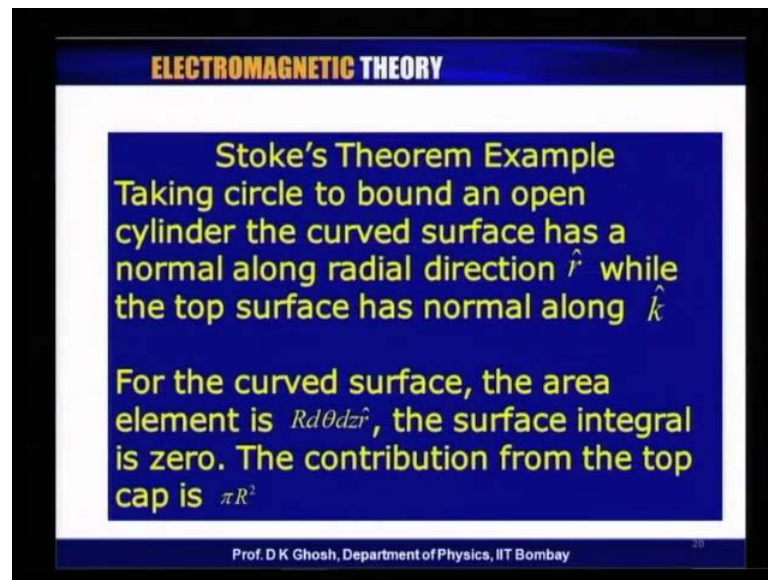 ELECTROMAGNETIC THEORY
Stoke's Theorem Example
Taking circle to bound an open
cylinder the curved surface has a
normal along radial direction r̂ while
the top surface has normal along k̂
For the curved surface, the area
element is Rdθdzr̂, the surface integral
is zero. The contribution from the top
cap is πR²
Prof. D K Ghosh, Department of Physics, IIT Bombay
20